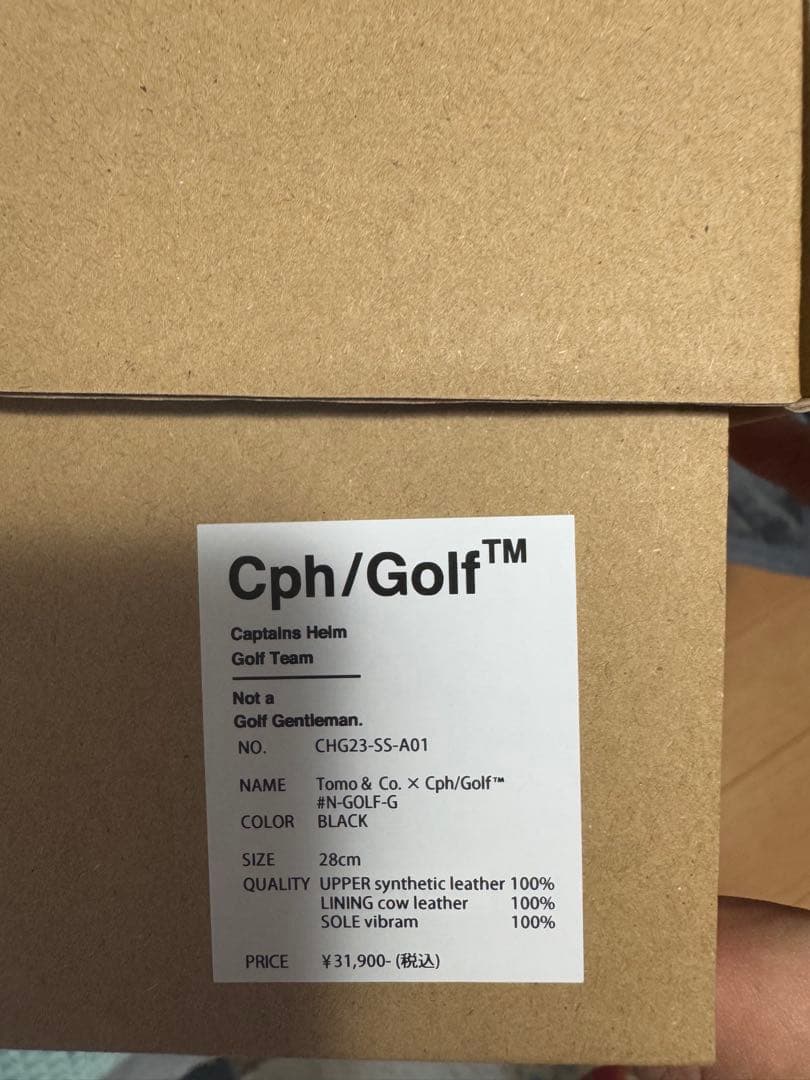 Cph/Golf™
Captains Helm
Golf Team
Not a
Golf Gentleman.
NO. CHG23-SS-A01
NAME Tomo & Co. × Cph/Golf™
#N-GOLF-G
COLOR BLACK
SIZE 28cm
QUALITY UPPER synthetic leather 100%
LINING cow leather 100%
SOLE vibram 100%
PRICE ¥31,900- (税込)